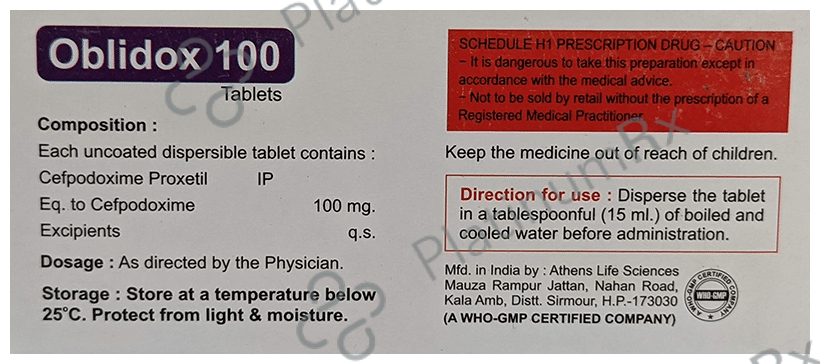 Oblidox 100
Tablets
Composition :
Each uncoated dispersible tablet contains :
Cefpodoxime Proxetil IP
Eq. to Cefpodoxime 100 mg.
Excipients q.s.
Dosage : As directed by the Physician.
Storage : Store at a temperature below
25°C. Protect from light & moisture.
SCHEDULE H1 PRESCRIPTION DRUG – CAUTION
- It is dangerous to take this preparation except in
accordance with the medical advice.
- Not to be sold by retail without the prescription of a
Registered Medical Practitioner.
Keep the medicine out of reach of children.
Direction for use : Disperse the tablet
in a tablespoonful (15 ml.) of boiled and
cooled water before administration.
Mfd. in India by : Athens Life Sciences
Mauza Rampur Jattan, Nahan Road,
Kala Amb, Distt. Sirmour, H.P.-173030
(A WHO-GMP CERTIFIED COMPANY)
WHO-GMP CERTIFIED COMPANY
WHO-GMP
PlatinumRx
PlatinumRx